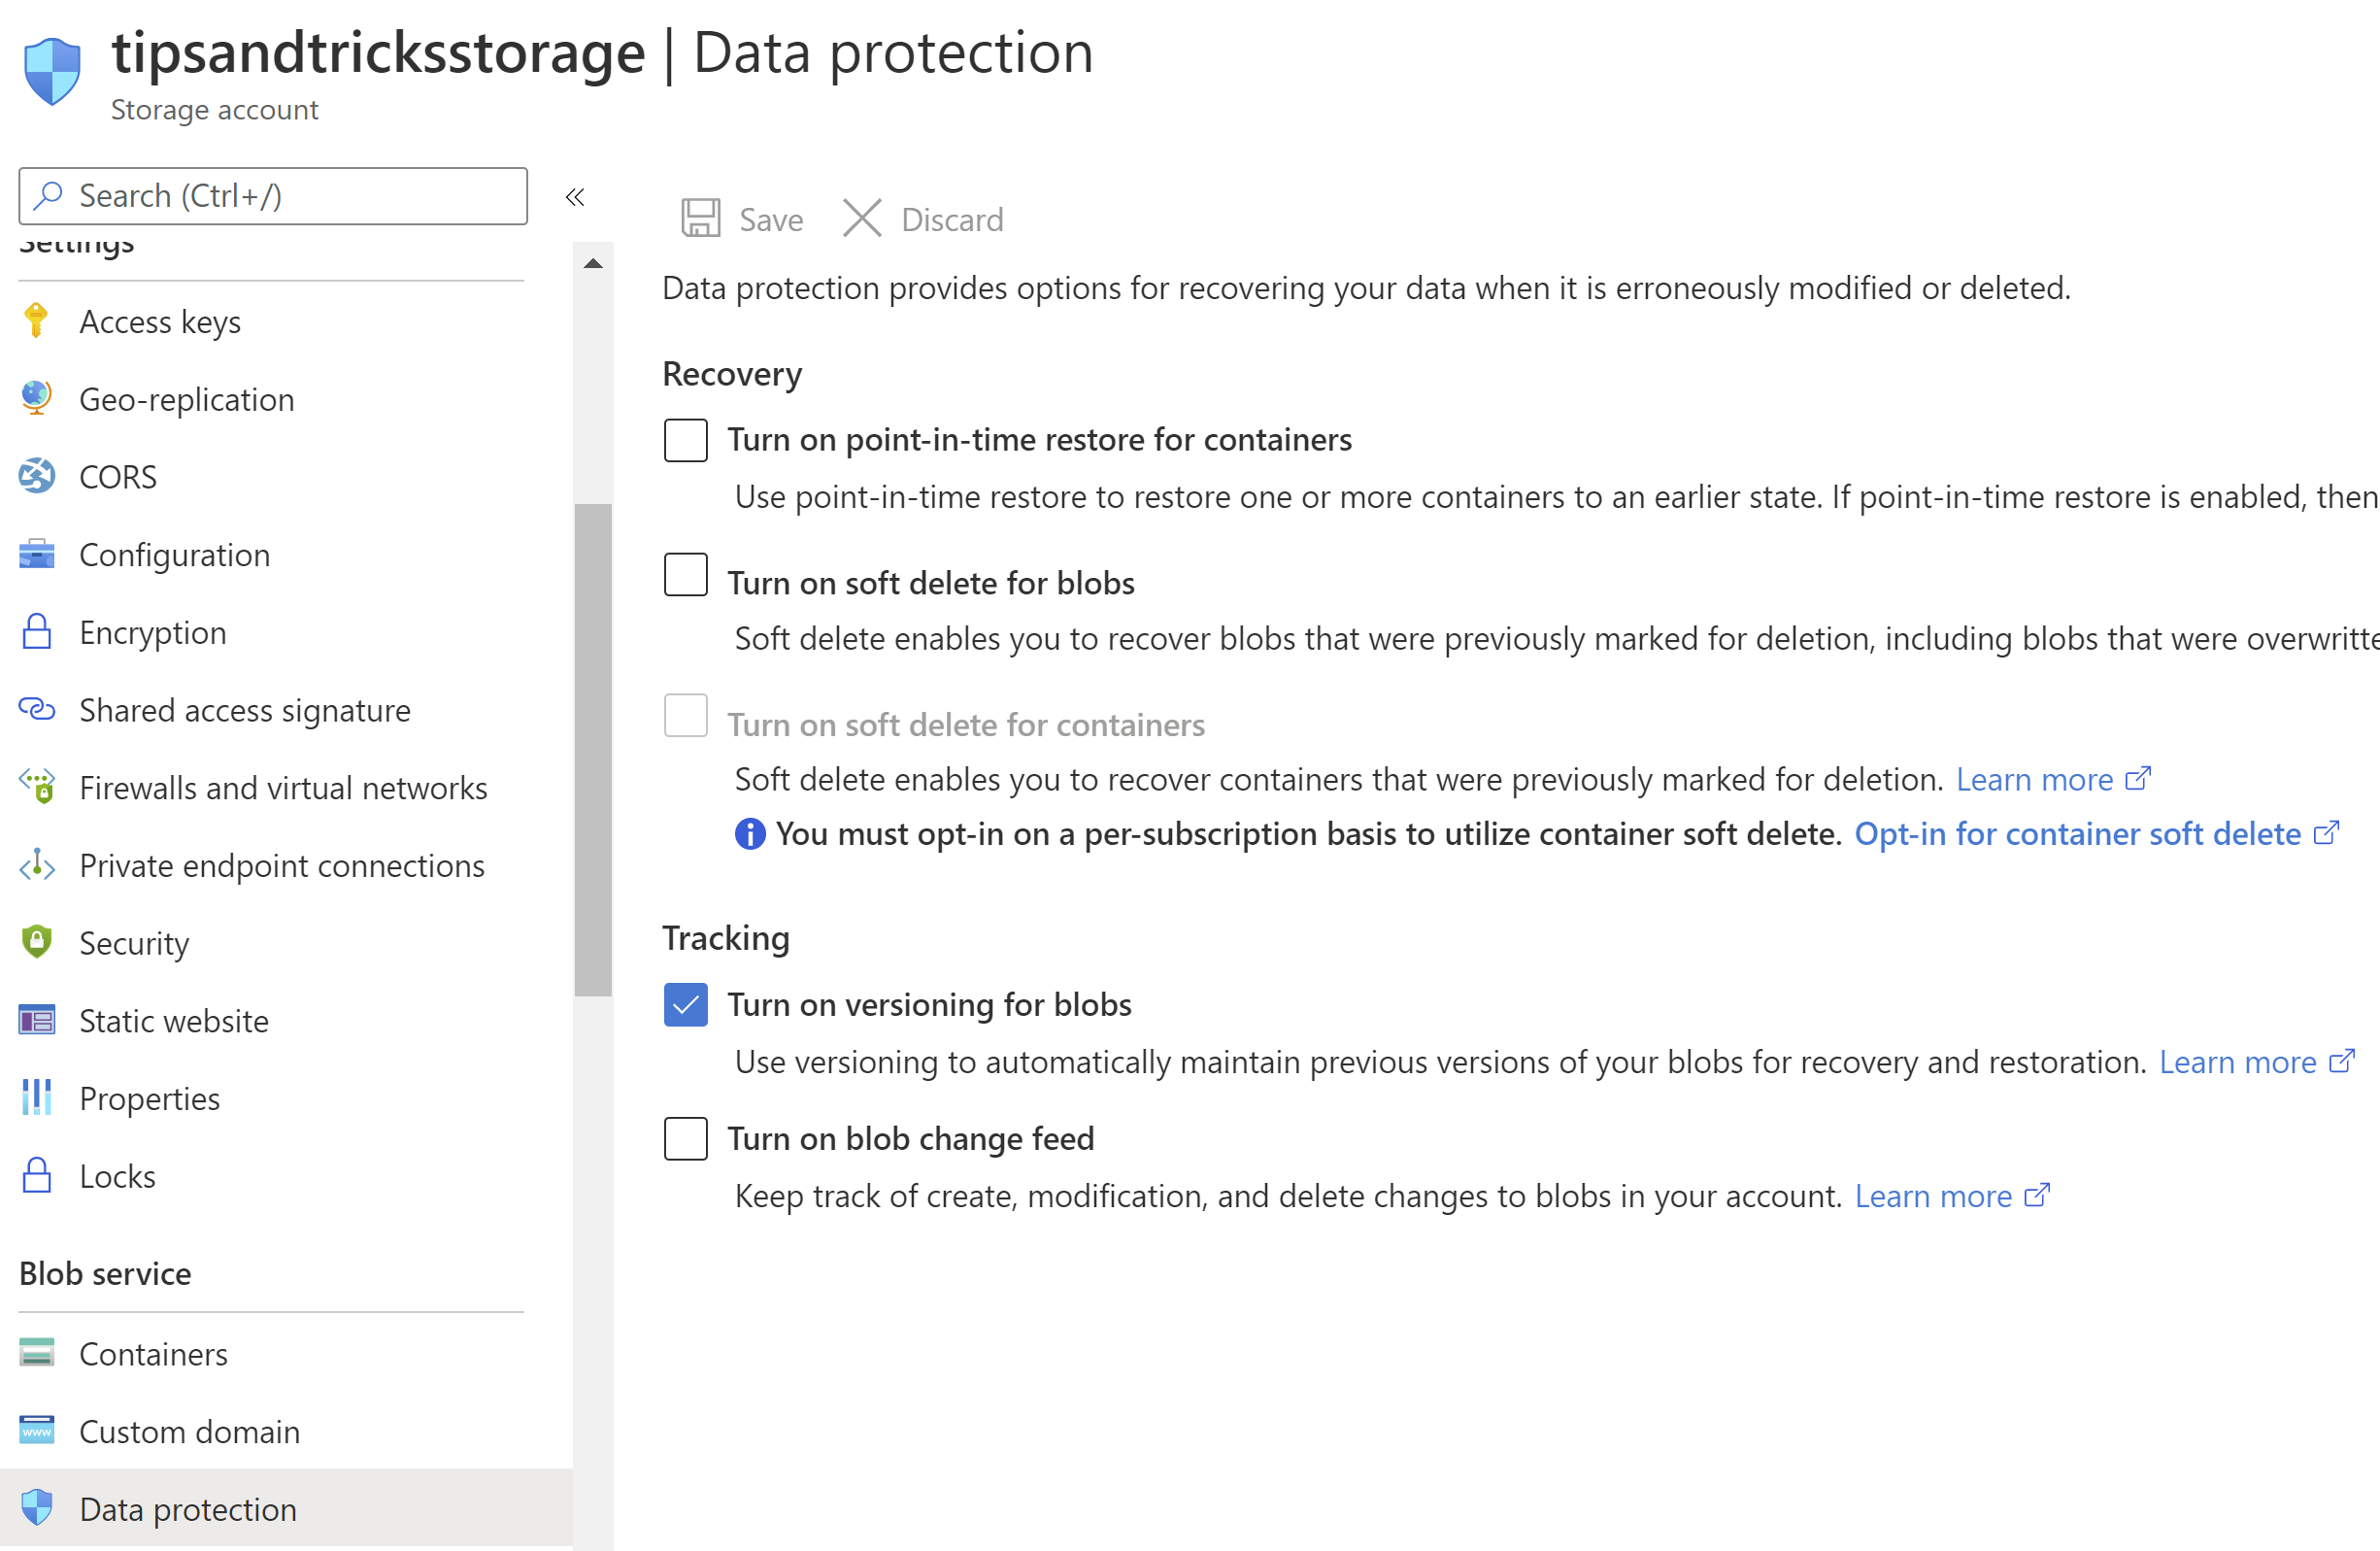 tipsandtricksstorage | Data protection
Storage account
Search (Ctrl+/)
«
Settings
Access keys
Geo-replication
CORS
Configuration
Encryption
Shared access signature
Firewalls and virtual networks
Private endpoint connections
Security
Static website
Properties
Locks
Blob service
Containers
www
Custom domain
Data protection
Save Discard
Data protection provides options for recovering your data when it is erroneously modified or deleted.
Recovery
Turn on point-in-time restore for containers
Use point-in-time restore to restore one or more containers to an earlier state. If point-in-time restore is enabled, then
Turn on soft delete for blobs
Soft delete enables you to recover blobs that were previously marked for deletion, including blobs that were overwritte
Turn on soft delete for containers
Soft delete enables you to recover containers that were previously marked for deletion. Learn more
You must opt-in on a per-subscription basis to utilize container soft delete. Opt-in for container soft delete
Tracking
Turn on versioning for blobs
Use versioning to automatically maintain previous versions of your blobs for recovery and restoration. Learn more
Turn on blob change feed
Keep track of create, modification, and delete changes to blobs in your account. Learn more